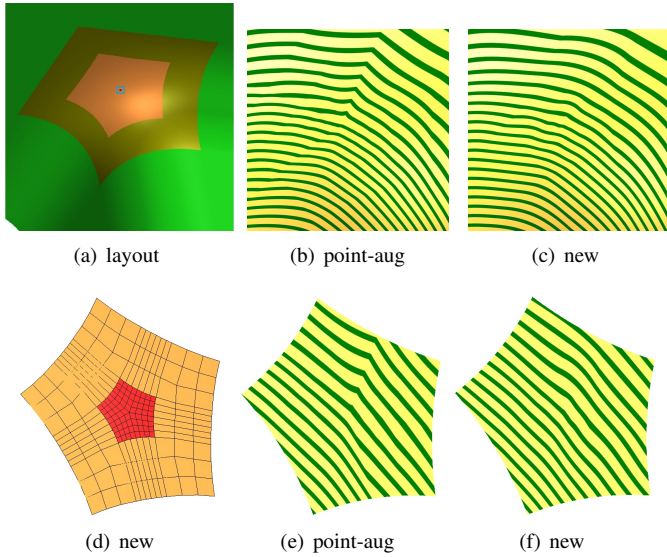 (a) layout
(b) point-aug
(c) new
(d) new
(e) point-aug
(f) new